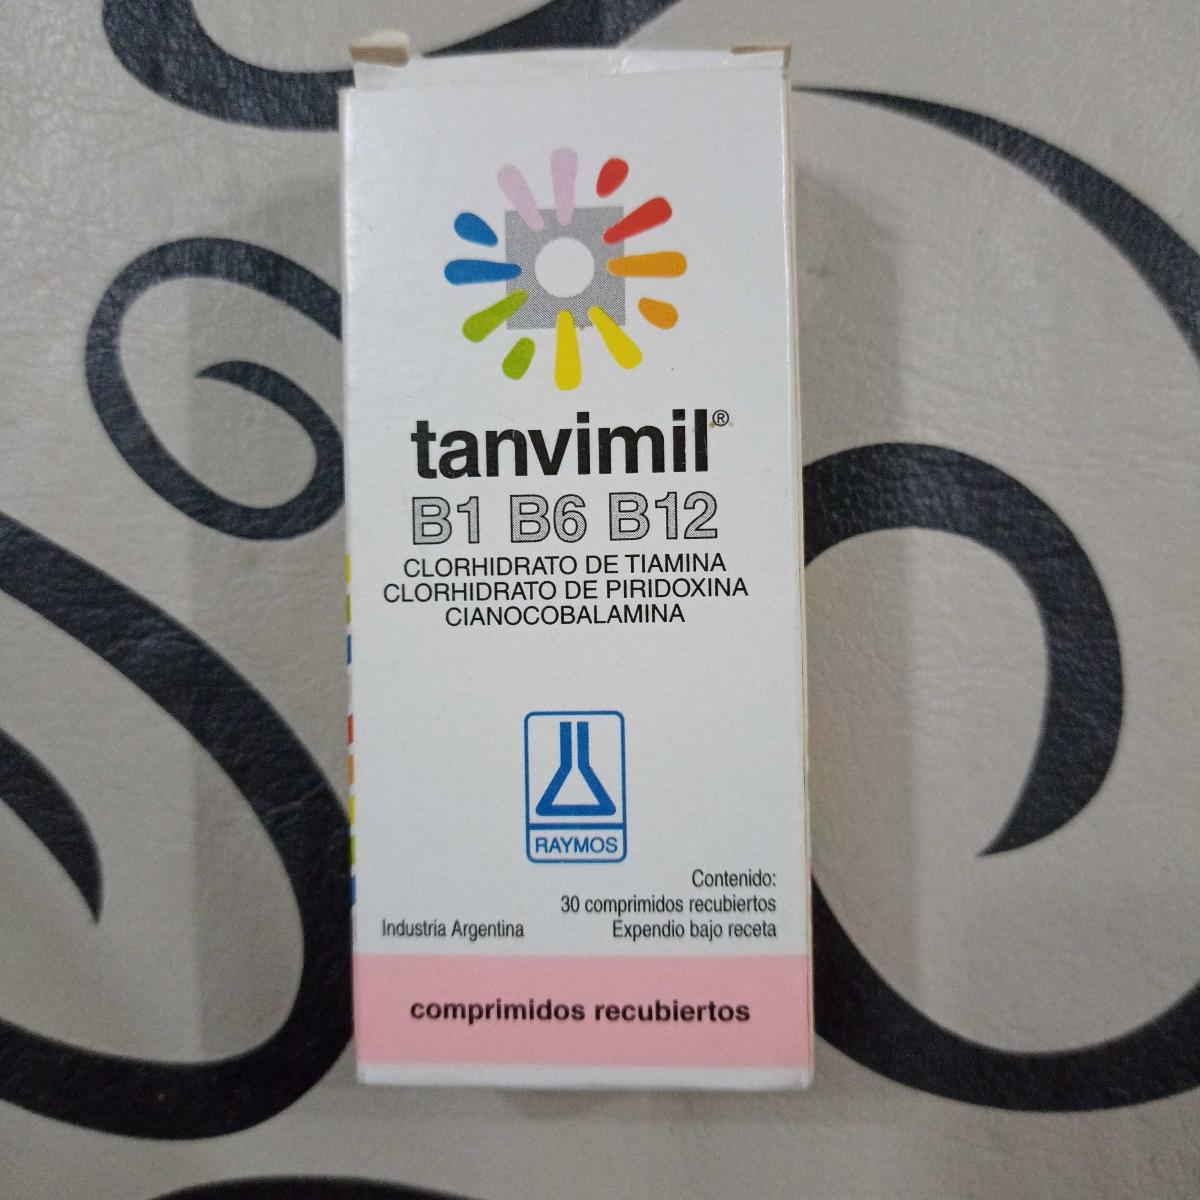 tanvimil®
B1 B6 B12
CLORHIDRATO DE TIAMINA
CLORHIDRATO DE PIRIDOXINA
CIANOCOBALAMINA
RAYMOS
Contenido:
30 comprimidos recubiertos
Industria Argentina Expendio bajo receta
comprimidos recubiertos